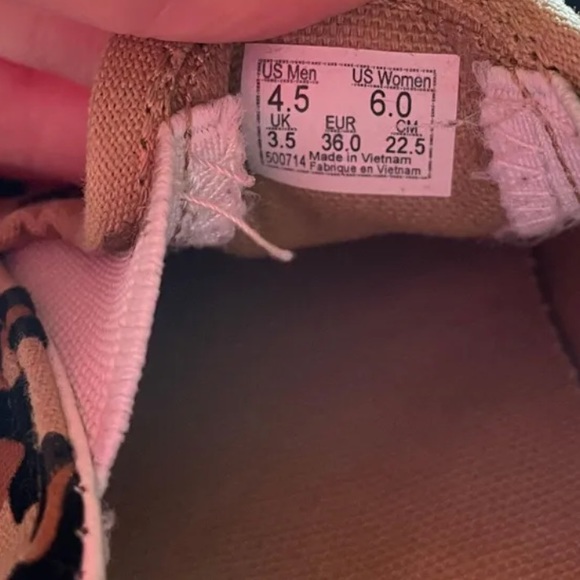 US Men US Women
4.5 6.0
UK EUR CM
3.5 36.0 22.5
500714 Made in Vietnam
Fabriqué en Vietnam